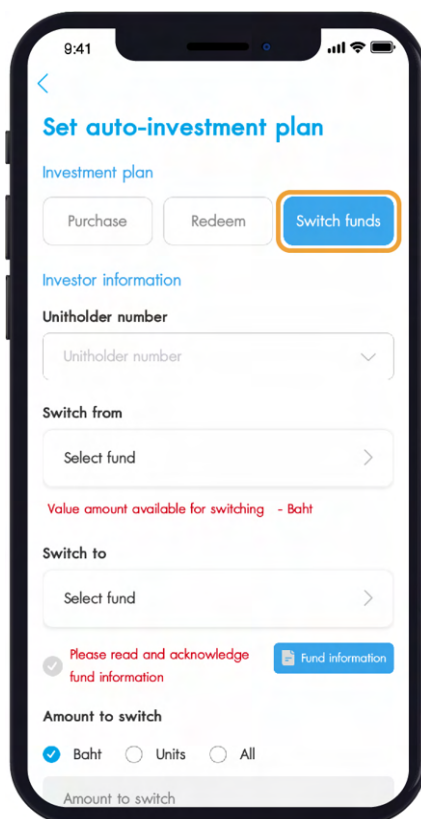 9:41
Set auto-investment plan
Investment plan
Purchase Redeem Switch funds
Investor information
Unitholder number
Unitholder number
Switch from
Select fund
Value amount available for switching - Baht
Switch to
Select fund
Please read and acknowledge
fund information
Fund information
Amount to switch
Baht Units All
Amount to switch